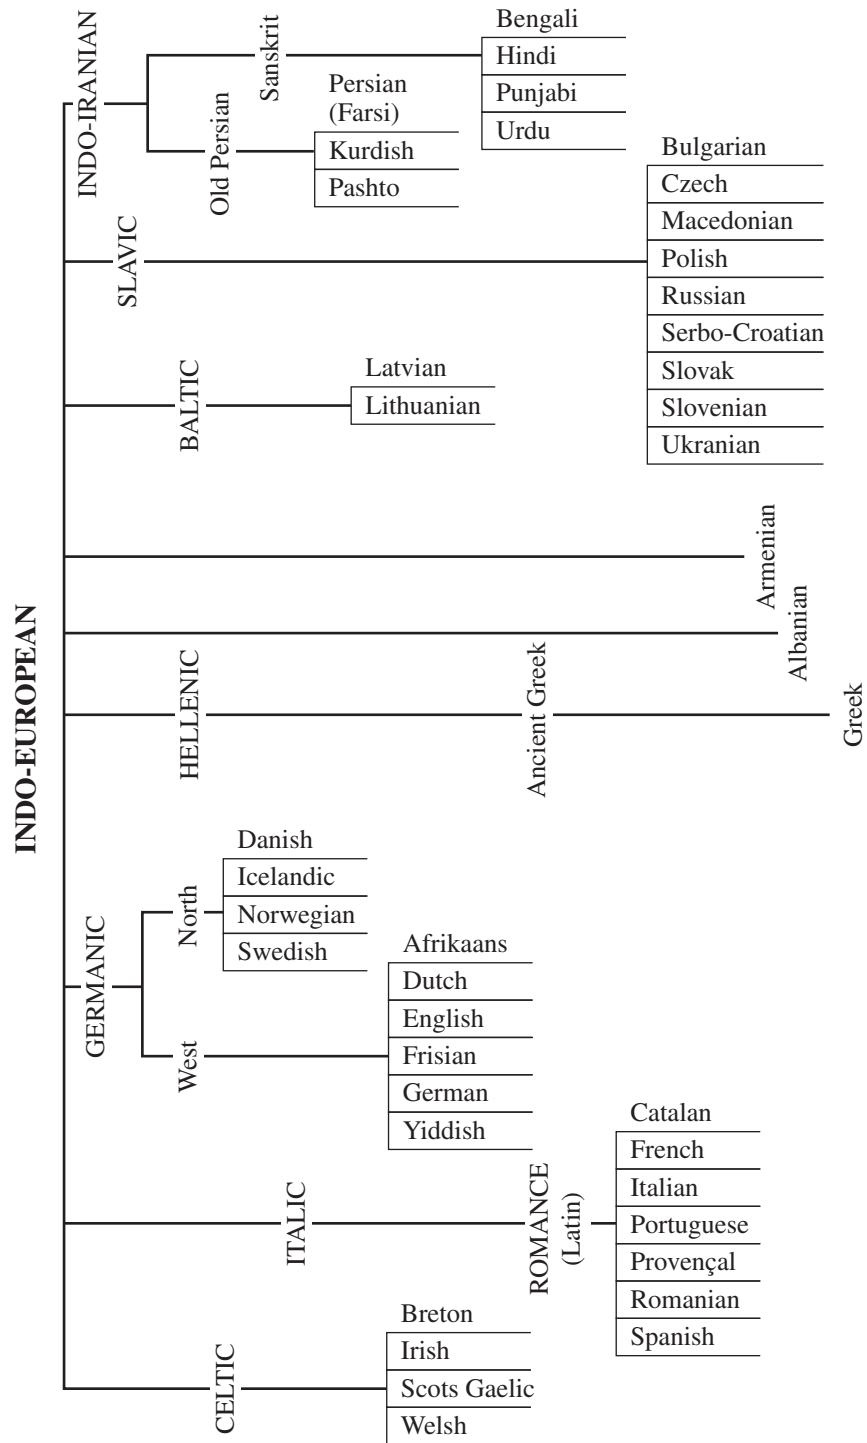 INDO-EUROPEAN
INDO-IRANIAN
Sanskrit
Bengali
Hindi
Punjabi
Urdu
Old Persian
Persian
(Farsi)
Kurdish
Pashto
SLAVIC
Bulgarian
Czech
Macedonian
Polish
Russian
Serbo-Croatian
Slovak
Slovenian
Ukranian
BALTIC
Latvian
Lithuanian
Armenian
Albanian
HELLENIC
Ancient Greek
Greek
GERMANIC
North
Danish
Icelandic
Norwegian
Swedish
West
Afrikaans
Dutch
English
Frisian
German
Yiddish
ITALIC
ROMANCE
(Latin)
Catalan
French
Italian
Portuguese
Provençal
Romanian
Spanish
CELTIC
Breton
Irish
Scots Gaelic
Welsh